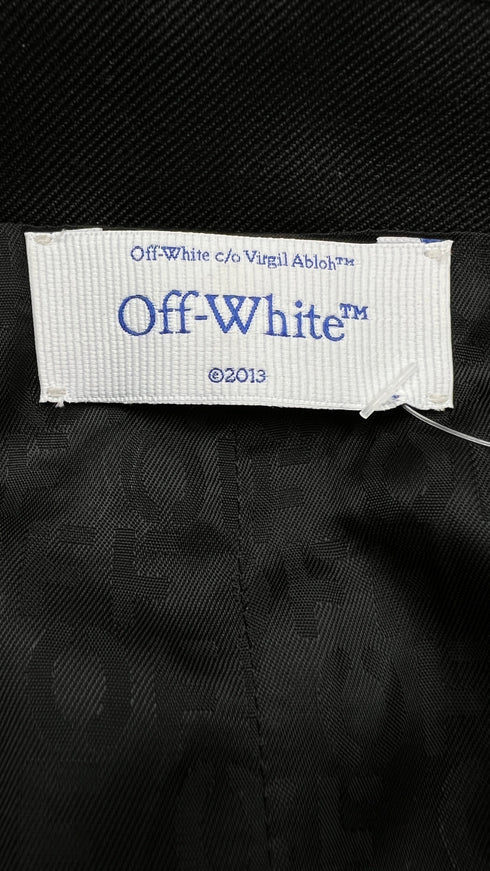 Off-White c/o Virgil Abloh™
Off-White™
©2013